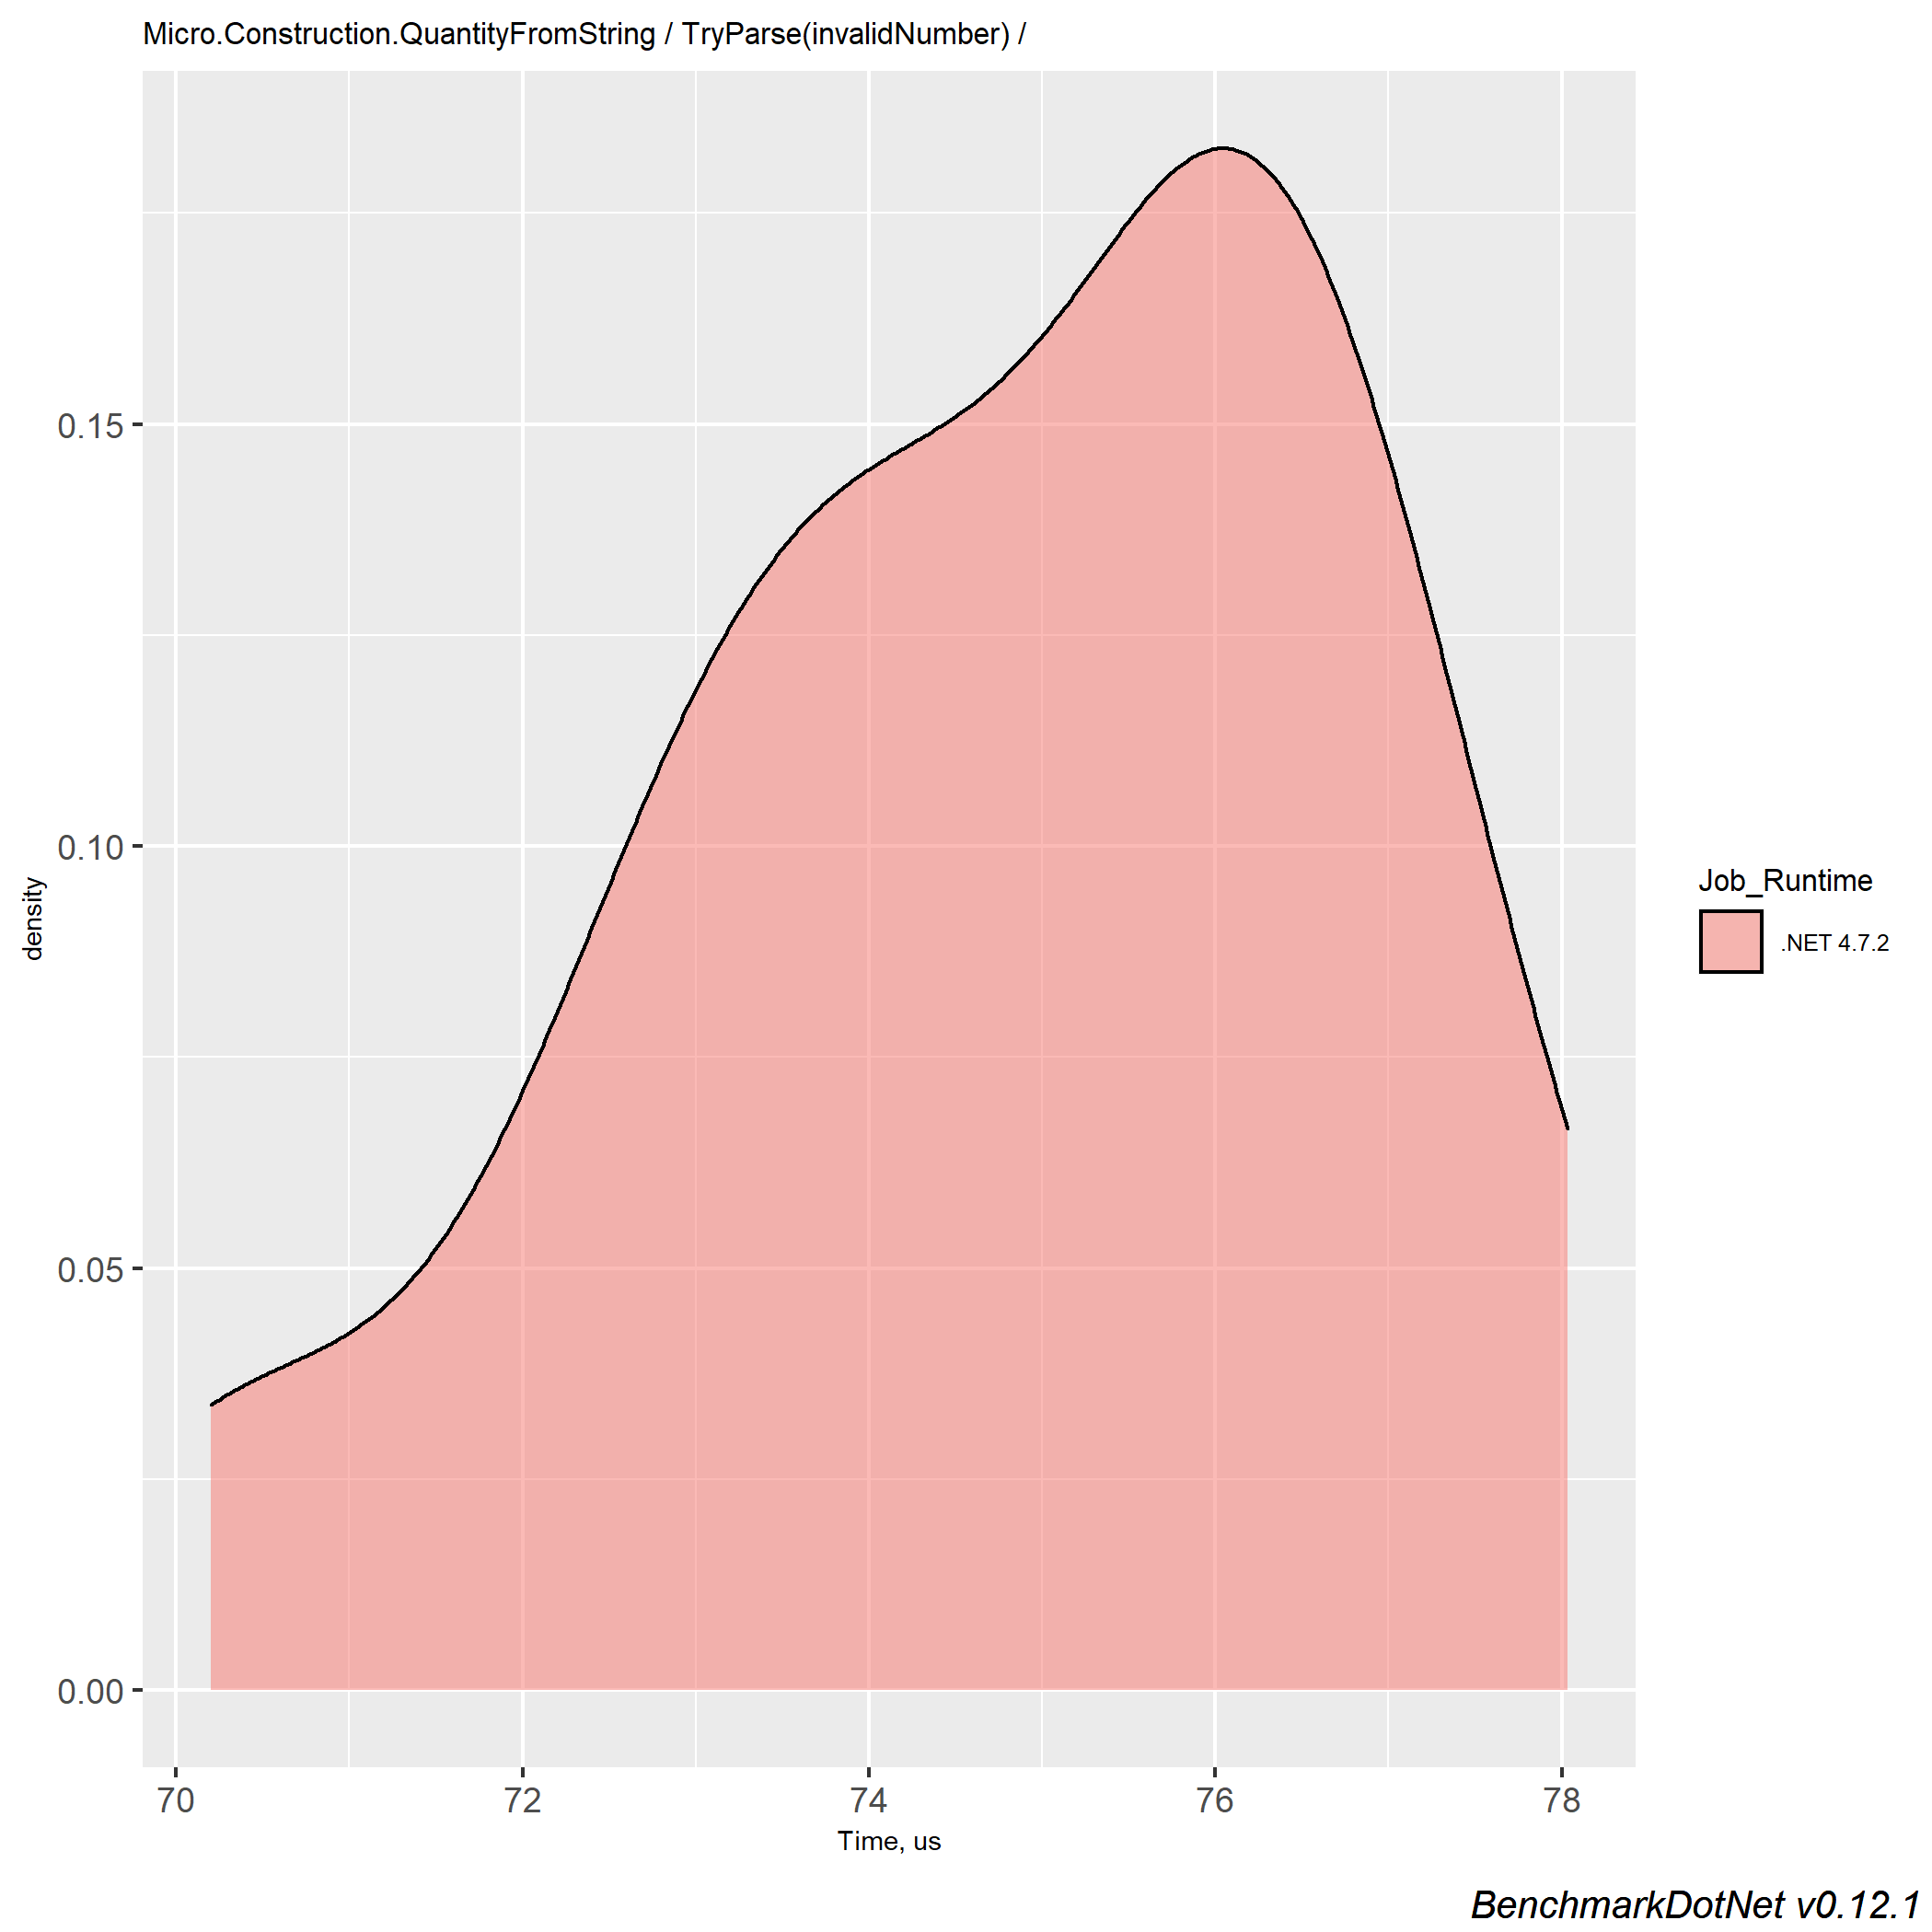 Micro.Construction.QuantityFromString / TryParse(invalidNumber) /
0.15
0.10
0.05
0.00
density
70 72 74 76 78
Time, us
Job_Runtime
.NET 4.7.2
BenchmarkDotNet v0.12.1